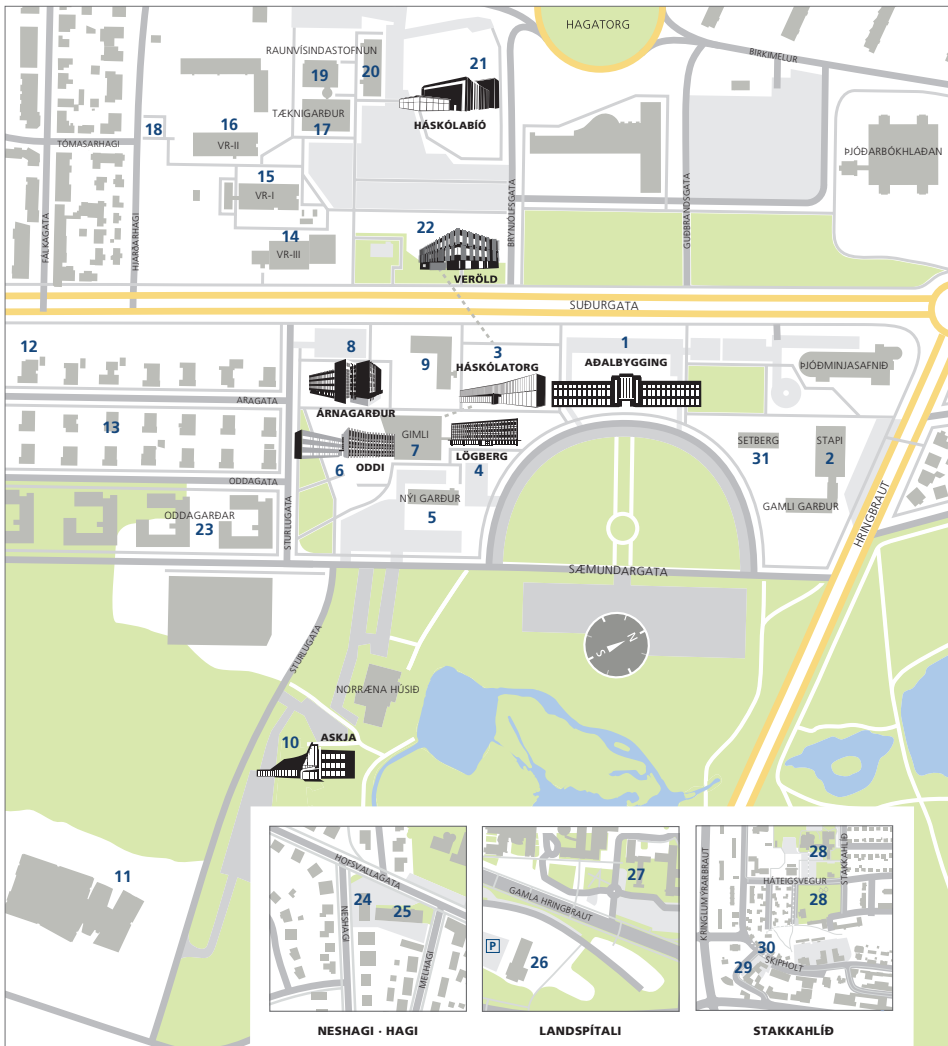 HAGATORG
BIRKIMELUR
RAUNVÍSINDASTOFNUN
19
20
21
TÆKNIGARÐUR
17
HÁSKÓLABÍÓ
18
16
VR-II
TÓMASARHAGI
ÞJÓÐARBÓKHLAÐAN
15
VR-I
FÁLKAGATA
HJARÐARHAGI
BRYNJÓLFSGATA
GUÐBRANDSGATA
14
VR-III
22
VERÖLD
SUÐURGATA
12
8
9
3
HÁSKÓLATORG
1
AÐALBYGGING
ÞJÓÐMINJASAFNIÐ
ARAGATA
ÁRNAGARÐUR
13
GIMLI
7
LÖGBERG
4
6
ODDI
SETBERG
31
STAPI
2
ODDAGATA
NÝI GARÐUR
5
GAMLI GARÐUR
ODDAGARÐAR
23
STURLUGATA
HRINGBRAUT
SÆMUNDARGATA
N
S
STURLUGATA
NORRÆNA HÚSIÐ
10
ASKJA
11
HOFSVALLAGATA
24
25
NESHAGI
MELHAGI
NESHAGI · HAGI
27
GAMLA HRINGBRAUT
P
26
LANDSPÍTALI
KRINGLUMÝRARBRAUT
28
STAKKAHLÍÐ
HÁTEIGSVEGUR
28
30
29
SKIPHOLT
STAKKAHLÍÐ